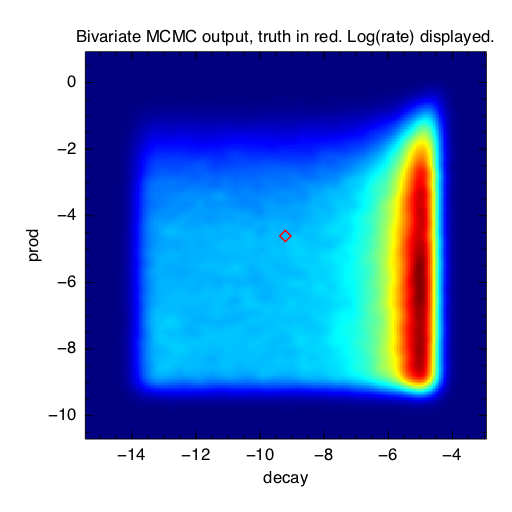 Bivariate MCMC output, truth in red. Log(rate) displayed.
0
−2
−4
−6
−8
−10
prod
−14 −12 −10 −8 −6 −4
decay